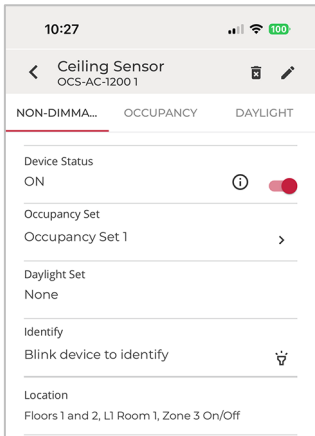 10:27
100
Ceiling Sensor
OCS-AC-1200 1
NON-DIMMA... OCCUPANCY DAYLIGHT
Device Status
ON
Occupancy Set
Occupancy Set 1
Daylight Set
None
Identify
Blink device to identify
Location
Floors 1 and 2, L1 Room 1, Zone 3 On/Off